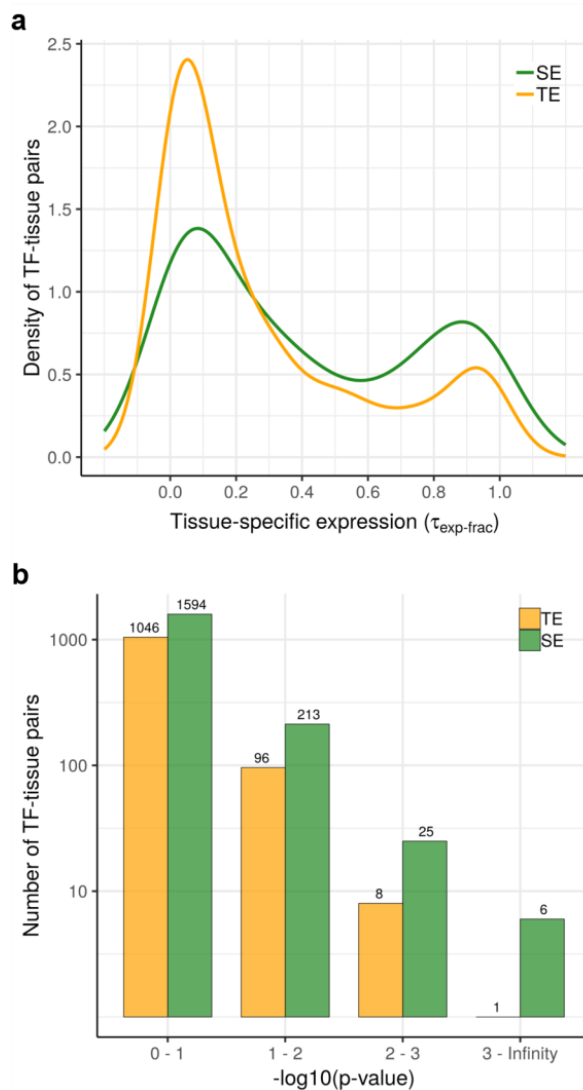 a
2.5
2.0
1.5
1.0
0.5
0.0
Density of TF-tissue pairs
SE
TE
0.0 0.2 0.4 0.6 0.8 1.0
Tissue-specific expression (τexp-frac)
b
1000
100
10
Number of TF-tissue pairs
TE
SE
1046 1594
96 213
8 25
1 6
0 - 1 1 - 2 2 - 3 3 - Infinity
-log10(p-value)